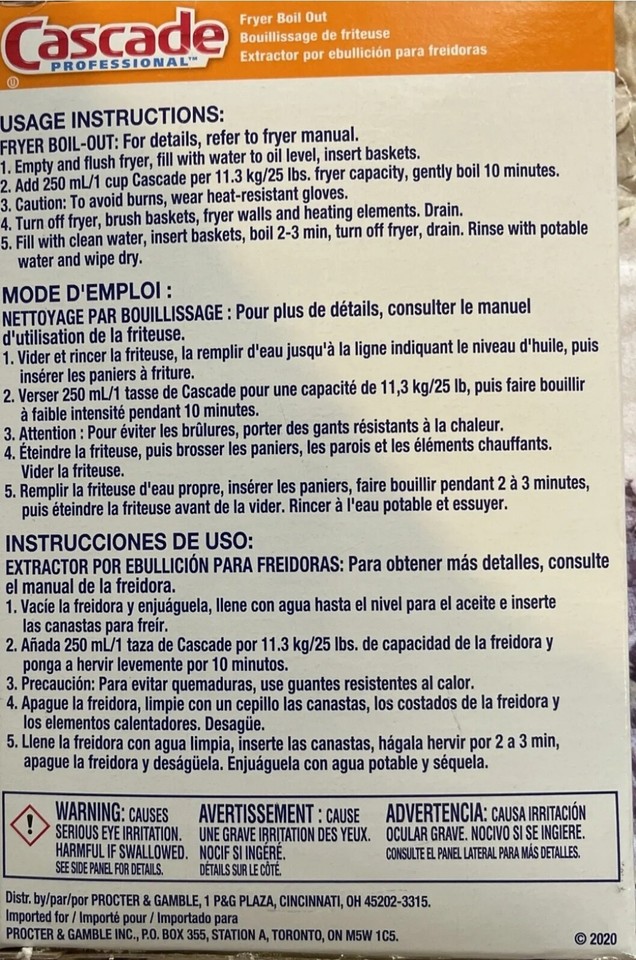 Cascade
PROFESSIONAL™
Fryer Boil Out
Bouillissage de friteuse
Extractor por ebullición para freidoras
USAGE INSTRUCTIONS:
FRYER BOIL-OUT: For details, refer to fryer manual.
1. Empty and flush fryer, fill with water to oil level, insert baskets.
2. Add 250 mL/1 cup Cascade per 11.3 kg/25 lbs. fryer capacity, gently boil 10 minutes.
3. Caution: To avoid burns, wear heat-resistant gloves.
4. Turn off fryer, brush baskets, fryer walls and heating elements. Drain.
5. Fill with clean water, insert baskets, boil 2-3 min, turn off fryer, drain. Rinse with potable
water and wipe dry.
MODE D'EMPLOI :
NETTOYAGE PAR BOUILLISSAGE : Pour plus de détails, consulter le manuel
d'utilisation de la friteuse.
1. Vider et rincer la friteuse, la remplir d'eau jusqu'à la ligne indiquant le niveau d'huile, puis
insérer les paniers à friture.
2. Verser 250 mL/1 tasse de Cascade pour une capacité de 11,3 kg/25 lb, puis faire bouillir
à faible intensité pendant 10 minutes.
3. Attention : Pour éviter les brûlures, porter des gants résistants à la chaleur.
4. Éteindre la friteuse, puis brosser les paniers, les parois et les éléments chauffants.
Vider la friteuse.
5. Remplir la friteuse d'eau propre, insérer les paniers, faire bouillir pendant 2 à 3 minutes,
puis éteindre la friteuse avant de la vider. Rincer à l'eau potable et essuyer.
INSTRUCCIONES DE USO:
EXTRACTOR POR EBULLICIÓN PARA FREIDORAS: Para obtener más detalles, consulte
el manual de la freidora.
1. Vacíe la freidora y enjuáguela, llene con agua hasta el nivel para el aceite e inserte
las canastas para freír.
2. Añada 250 mL/1 taza de Cascade por 11.3 kg/25 lbs. de capacidad de la freidora y
ponga a hervir levemente por 10 minutos.
3. Precaución: Para evitar quemaduras, use guantes resistentes al calor.
4. Apague la freidora, limpie con un cepillo las canastas, los costados de la freidora y
los elementos calentadores. Desagüe.
5. Llene la freidora con agua limpia, inserte las canastas, hágala hervir por 2 a 3 min,
apague la freidora y deságüela. Enjuáguela con agua potable y séquela.
WARNING: CAUSES
SERIOUS EYE IRRITATION.
HARMFUL IF SWALLOWED.
SEE SIDE PANEL FOR DETAILS.
AVERTISSEMENT : CAUSE
UNE GRAVE IRRITATION DES YEUX.
NOCIF SI INGÉRÉ.
DÉTAILS SUR LE CÔTÉ.
ADVERTENCIA: CAUSA IRRITACIÓN
OCULAR GRAVE. NOCIVO SI SE INGIERE.
CONSULTE EL PANEL LATERAL PARA MÁS DETALLES.
Distr. by/par/por PROCTER & GAMBLE, 1 P&G PLAZA, CINCINNATI, OH 45202-3315.
Imported for / Importé pour / Importado para
PROCTER & GAMBLE INC., P.O. BOX 355, STATION A, TORONTO, ON M5W 1C5.
© 2020